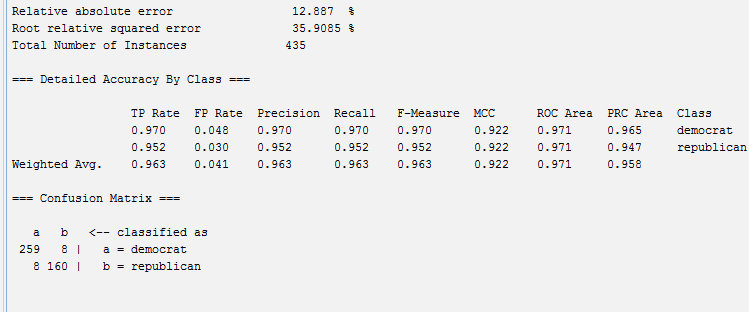 Relative absolute error                 12.887  %
Root relative squared error             35.9085 %
Total Number of Instances              435
=== Detailed Accuracy By Class ===
                 TP Rate  FP Rate  Precision  Recall   F-Measure  MCC      ROC Area  PRC Area  Class
                 0.970    0.048    0.970      0.970    0.970      0.922    0.971     0.965     democrat
                 0.952    0.030    0.952      0.952    0.952      0.922    0.971     0.947     republican
Weighted Avg.    0.963    0.041    0.963      0.963    0.963      0.922    0.971     0.958
=== Confusion Matrix ===
   a   b   <-- classified as
 259   8 |   a = democrat
   8 160 |   b = republican